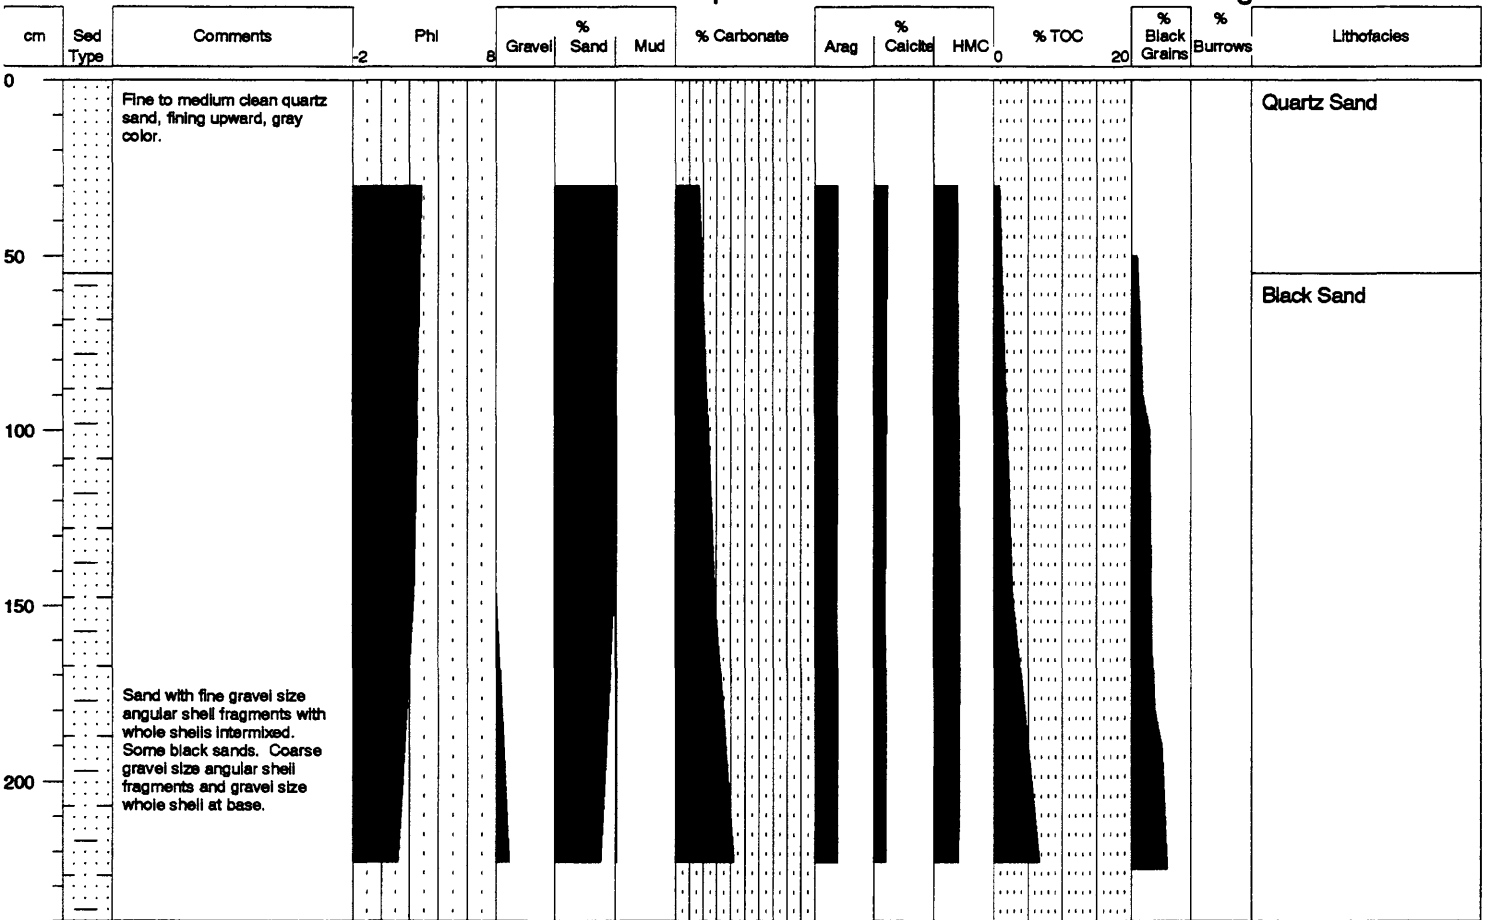 cm
Sed
Type
Comments
Phi
-2
8
%
Gravel
Sand
Mud
% Carbonate
%
Arag
Calcite
HMC
% TOC
0
20
%
Black
Grains
%
Burrows
Lithofacies
0
50
100
150
200
Fine to medium clean quartz
sand, fining upward, gray
color.
Sand with fine gravel size
angular shell fragments with
whole shells intermixed.
Some black sands. Coarse
gravel size angular shell
fragments and gravel size
whole shell at base.
Quartz Sand
Black Sand